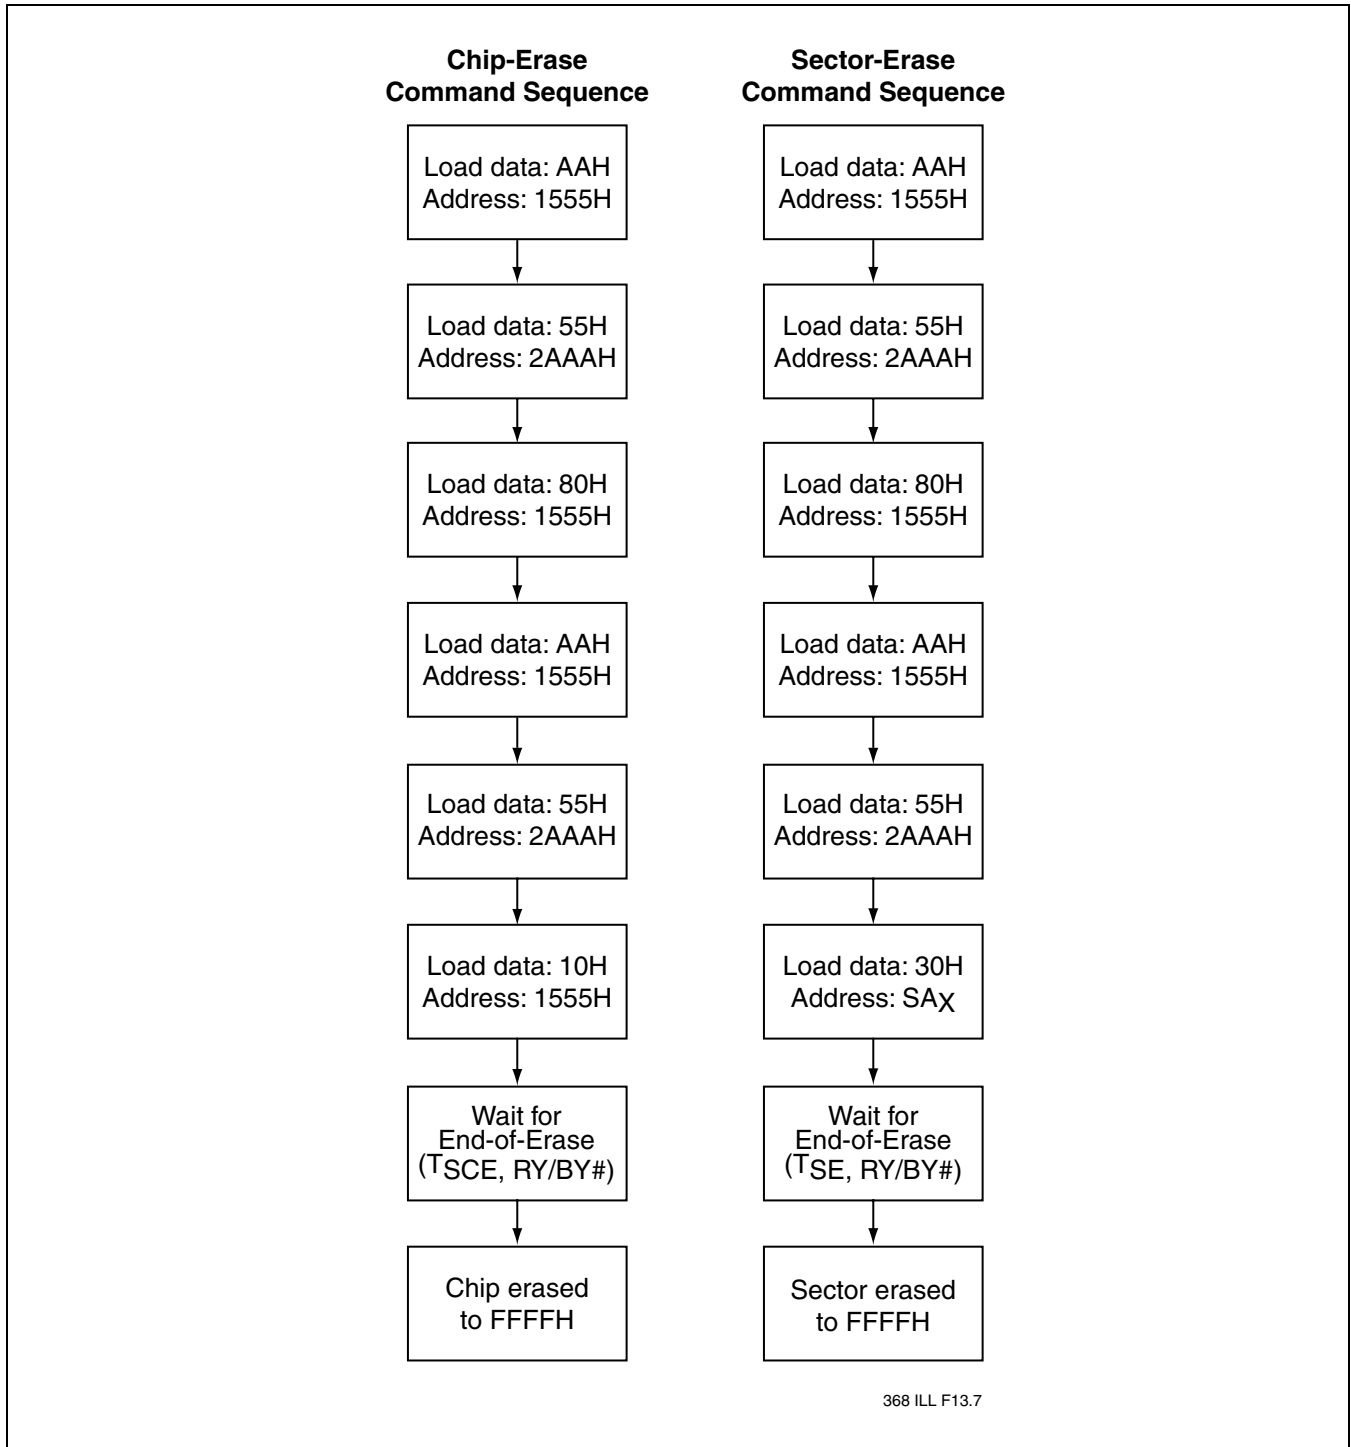 Chip-Erase
Command Sequence
Load data: AAH
Address: 1555H
Load data: 55H
Address: 2AAAH
Load data: 80H
Address: 1555H
Load data: AAH
Address: 1555H
Load data: 55H
Address: 2AAAH
Load data: 10H
Address: 1555H
Wait for
End-of-Erase
(TSCE, RY/BY#)
Chip erased
to FFFFH
Sector-Erase
Command Sequence
Load data: AAH
Address: 1555H
Load data: 55H
Address: 2AAAH
Load data: 80H
Address: 1555H
Load data: AAH
Address: 1555H
Load data: 55H
Address: 2AAAH
Load data: 30H
Address: SAX
Wait for
End-of-Erase
(TSE, RY/BY#)
Sector erased
to FFFFH
368 ILL F13.7